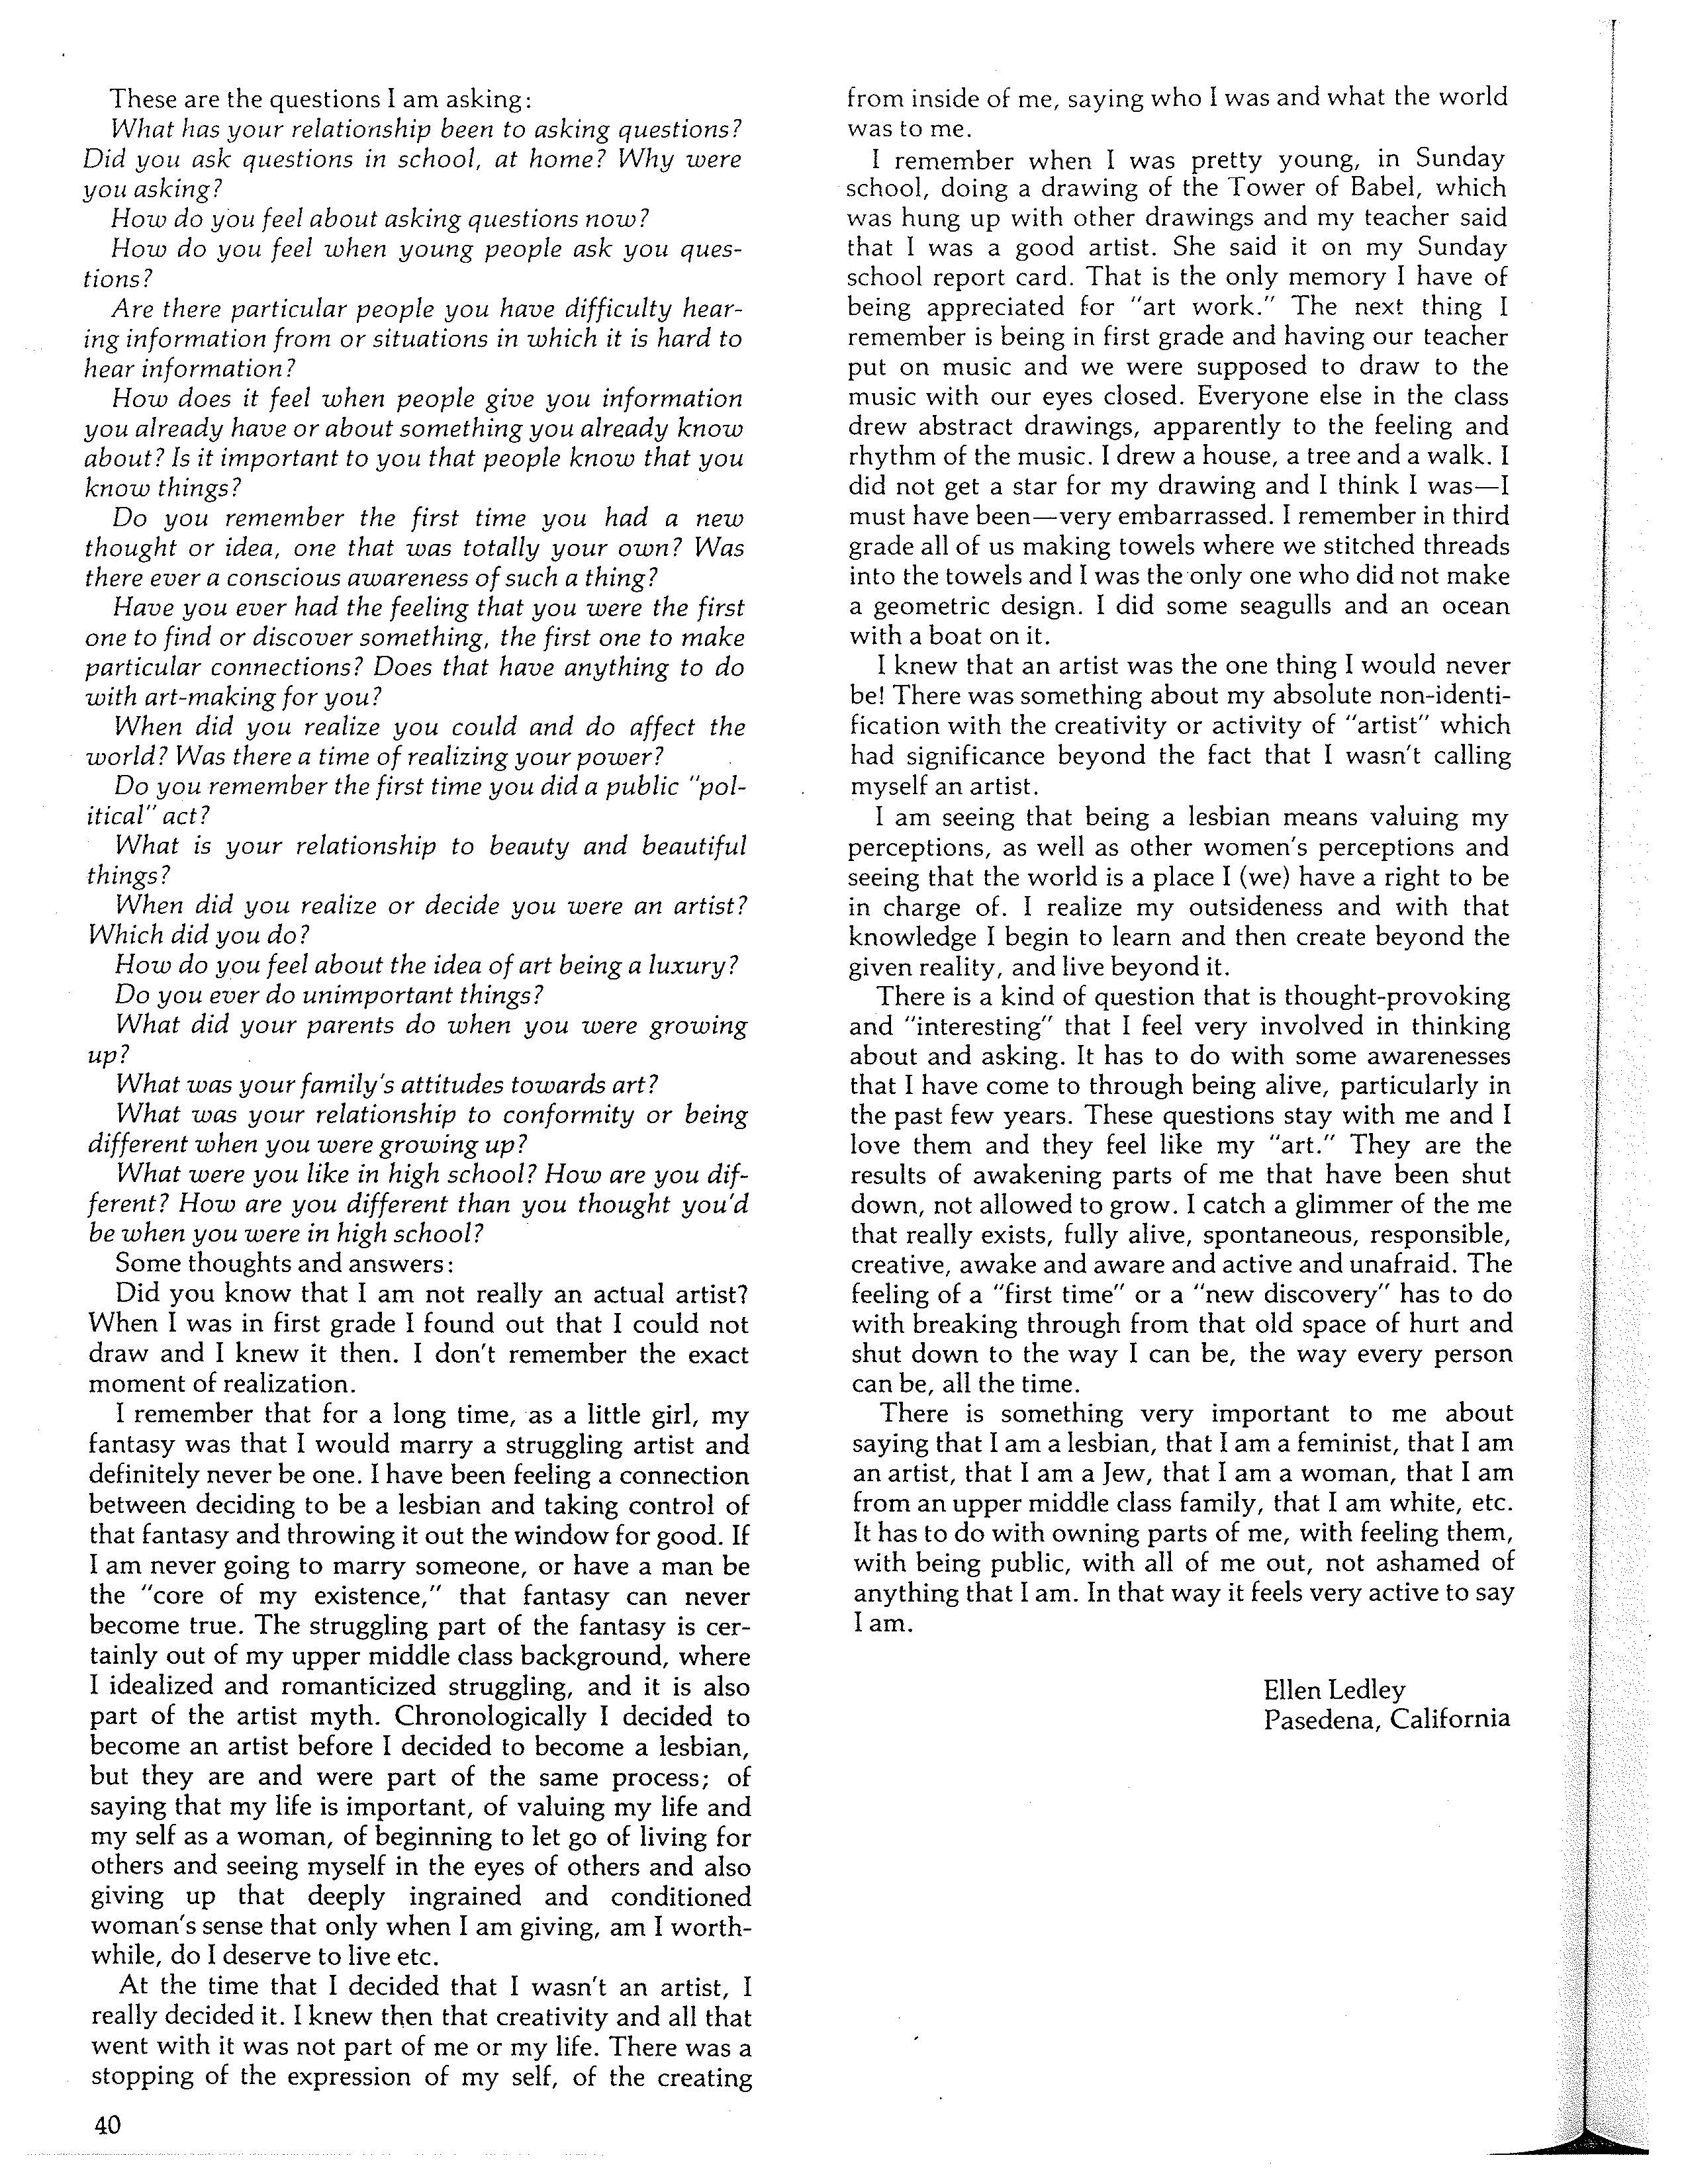 These are the questions I am asking:
What has your relationship been to asking questions?
Did you ask questions in school, at home? Why were
you asking?
How do you feel about asking questions now?
How do you feel when young people ask you ques-
tions?
Are there particular people you have difficulty hear-
ing information from or situations in which it is hard to
hear information?
How does it feel when people give you information
you already have or about something you already know
about? Is it important to you that people know that you
know things?
Do you remember the first time you had a new
thought or idea, one that was totally your own? Was
there ever a conscious awareness of such a thing?
Have you ever had the feeling that you were the first
one to find or discover something, the first one to make
particular connections? Does that have anything to do
with art-making for you?
When did you realize you could and do affect the
world? Was there a time of realizing your power?
Do you remember the first time you did a public "pol-
itical" act?
What is your relationship to beauty and beautiful
things?
When did you realize or decide you were an artist?
Which did you do?
How do you feel about the idea of art being a luxury?
Do you ever do unimportant things?
What did your parents do when you were growing
up?
What was your family's attitudes towards art?
What was your relationship to conformity or being
different when you were growing up?
What were you like in high school? How are you dif-
ferent? How are you different than you thought you'd
be when you were in high school?
Some thoughts and answers:
Did you know that I am not really an actual artist?
When I was in first grade I found out that I could not
draw and I knew it then. I don't remember the exact
moment of realization.
I remember that for a long time, as a little girl, my
fantasy was that I would marry a struggling artist and
definitely never be one. I have been feeling a connection
between deciding to be a lesbian and taking control of
that fantasy and throwing it out the window for good. If
I am never going to marry someone, or have a man be
the "core of my existence," that fantasy can never
become true. The struggling part of the fantasy is cer-
tainly out of my upper middle class background, where
I idealized and romanticized struggling, and it is also
part of the artist myth. Chronologically I decided to
become an artist before I decided to become a lesbian,
but they are and were part of the same process; of
saying that my life is important, of valuing my life and
my self as a woman, of beginning to let go of living for
others and seeing myself in the eyes of others and also
giving up that deeply ingrained and conditioned
woman's sense that only when I am giving, am I worth-
while, do I deserve to live etc.
At the time that I decided that I wasn't an artist, I
really decided it. I knew then that creativity and all that
went with it was not part of me or my life. There was a
stopping of the expression of my self, of the creating
40
from inside of me, saying who I was and what the world
was to me.
I remember when I was pretty young, in Sunday
school, doing a drawing of the Tower of Babel, which
was hung up with other drawings and my teacher said
that I was a good artist. She said it on my Sunday
school report card. That is the only memory I have of
being appreciated for "art work." The next thing I
remember is being in first grade and having our teacher
put on music and we were supposed to draw to the
music with our eyes closed. Everyone else in the class
drew abstract drawings, apparently to the feeling and
rhythm of the music. I drew a house, a tree and a walk. I
did not get a star for my drawing and I think I was—I
must have been—very embarrassed. I remember in third
grade all of us making towels where we stitched threads
into the towels and I was the only one who did not make
a geometric design. I did some seagulls and an ocean
with a boat on it.
I knew that an artist was the one thing I would never
be! There was something about my absolute non-identi-
fication with the creativity or activity of "artist" which
had significance beyond the fact that I wasn't calling
myself an artist.
I am seeing that being a lesbian means valuing my
perceptions, as well as other women's perceptions and
seeing that the world is a place I (we) have a right to be
in charge of. I realize my outsideness and with that
knowledge I begin to learn and then create beyond the
given reality, and live beyond it.
There is a kind of question that is thought-provoking
and "interesting" that I feel very involved in thinking
about and asking. It has to do with some awarenesses
that I have come to through being alive, particularly in
the past few years. These questions stay with me and I
love them and they feel like my "art." They are the
results of awakening parts of me that have been shut
down, not allowed to grow. I catch a glimmer of the me
that really exists, fully alive, spontaneous, responsible,
creative, awake and aware and active and unafraid. The
feeling of a "first time" or a "new discovery" has to do
with breaking through from that old space of hurt and
shut down to the way I can be, the way every person
can be, all the time.
There is something very important to me about
saying that I am a lesbian, that I am a feminist, that I am
an artist, that I am a Jew, that I am a woman, that I am
from an upper middle class family, that I am white, etc.
It has to do with owning parts of me, with feeling them,
with being public, with all of me out, not ashamed of
anything that I am. In that way it feels very active to say
I am.
Ellen Ledley
Pasedena, California